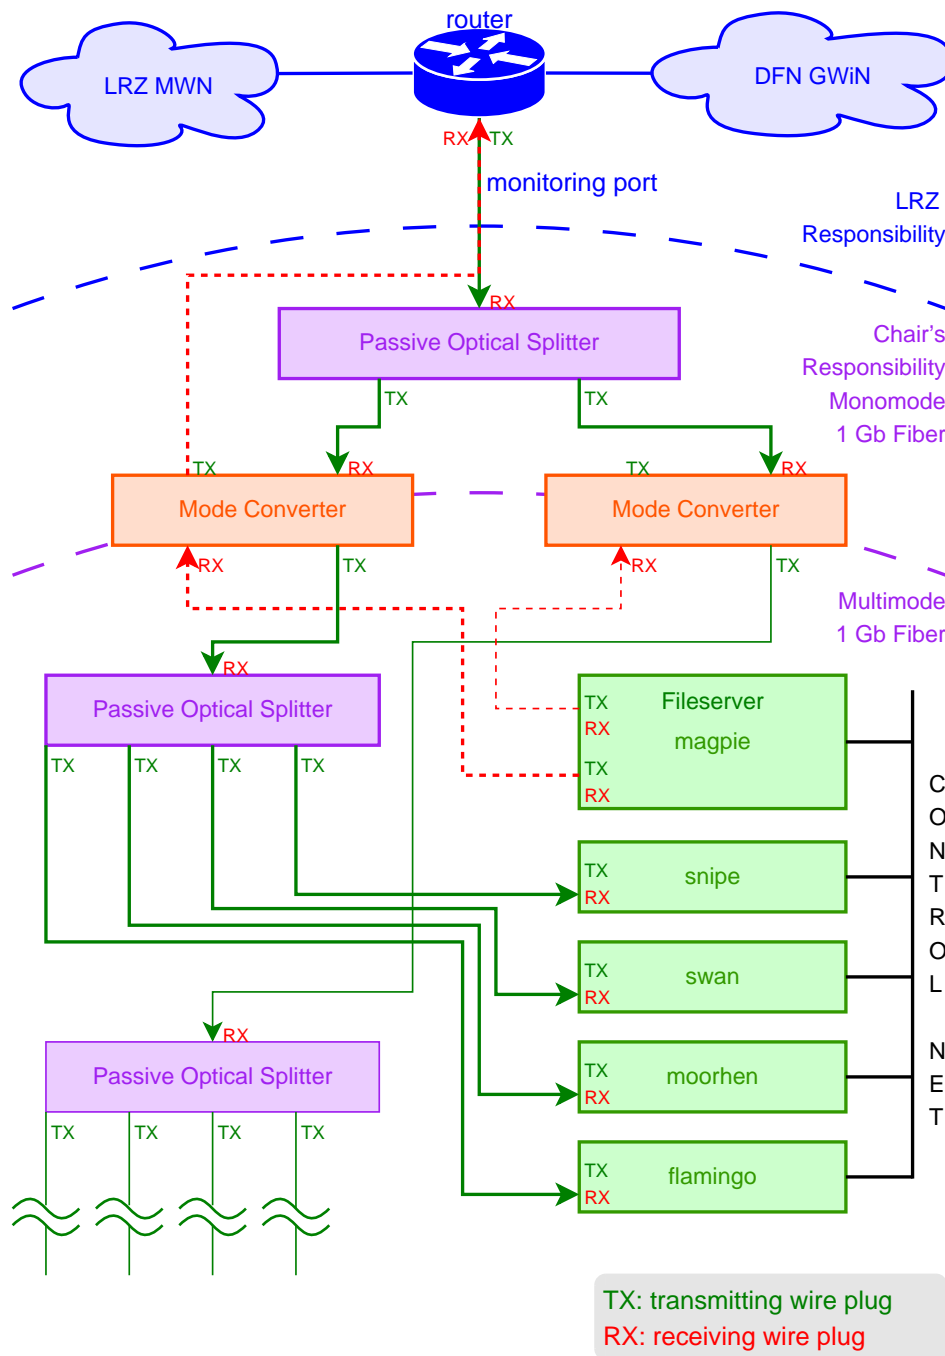 router
LRZ MWN
DFN GWiN
RX TX
monitoring port
LRZ
Responsibility
RX
Passive Optical Splitter
Chair's
Responsibility
Monomode
1 Gb Fiber
TX
TX
TX
RX
TX
RX
Mode Converter
Mode Converter
RX
TX
RX
TX
Multimode
1 Gb Fiber
RX
Passive Optical Splitter
TX
TX
TX
TX
Fileserver
magpie
TX
RX
TX
RX
TX
RX
snipe
TX
RX
swan
TX
RX
moorhen
TX
RX
flamingo
CONTROL NET
RX
Passive Optical Splitter
TX
TX
TX
TX
TX: transmitting wire plug
RX: receiving wire plug